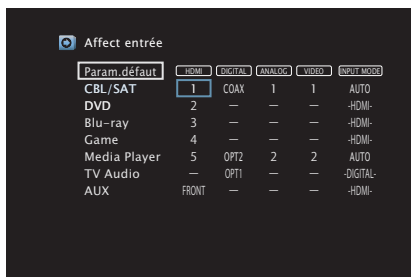 Affect entrée
Param.défaut HDMI DIGITAL ANALOG VIDEO INPUT MODE
CBL/SAT 1 COAX 1 1 AUTO
DVD 2 – – – -HDMI-
Blu-ray 3 – – – -HDMI-
Game 4 – – – -HDMI-
Media Player 5 OPT2 2 2 AUTO
TV Audio – OPT1 – – -DIGITAL-
AUX FRONT – – – -HDMI-